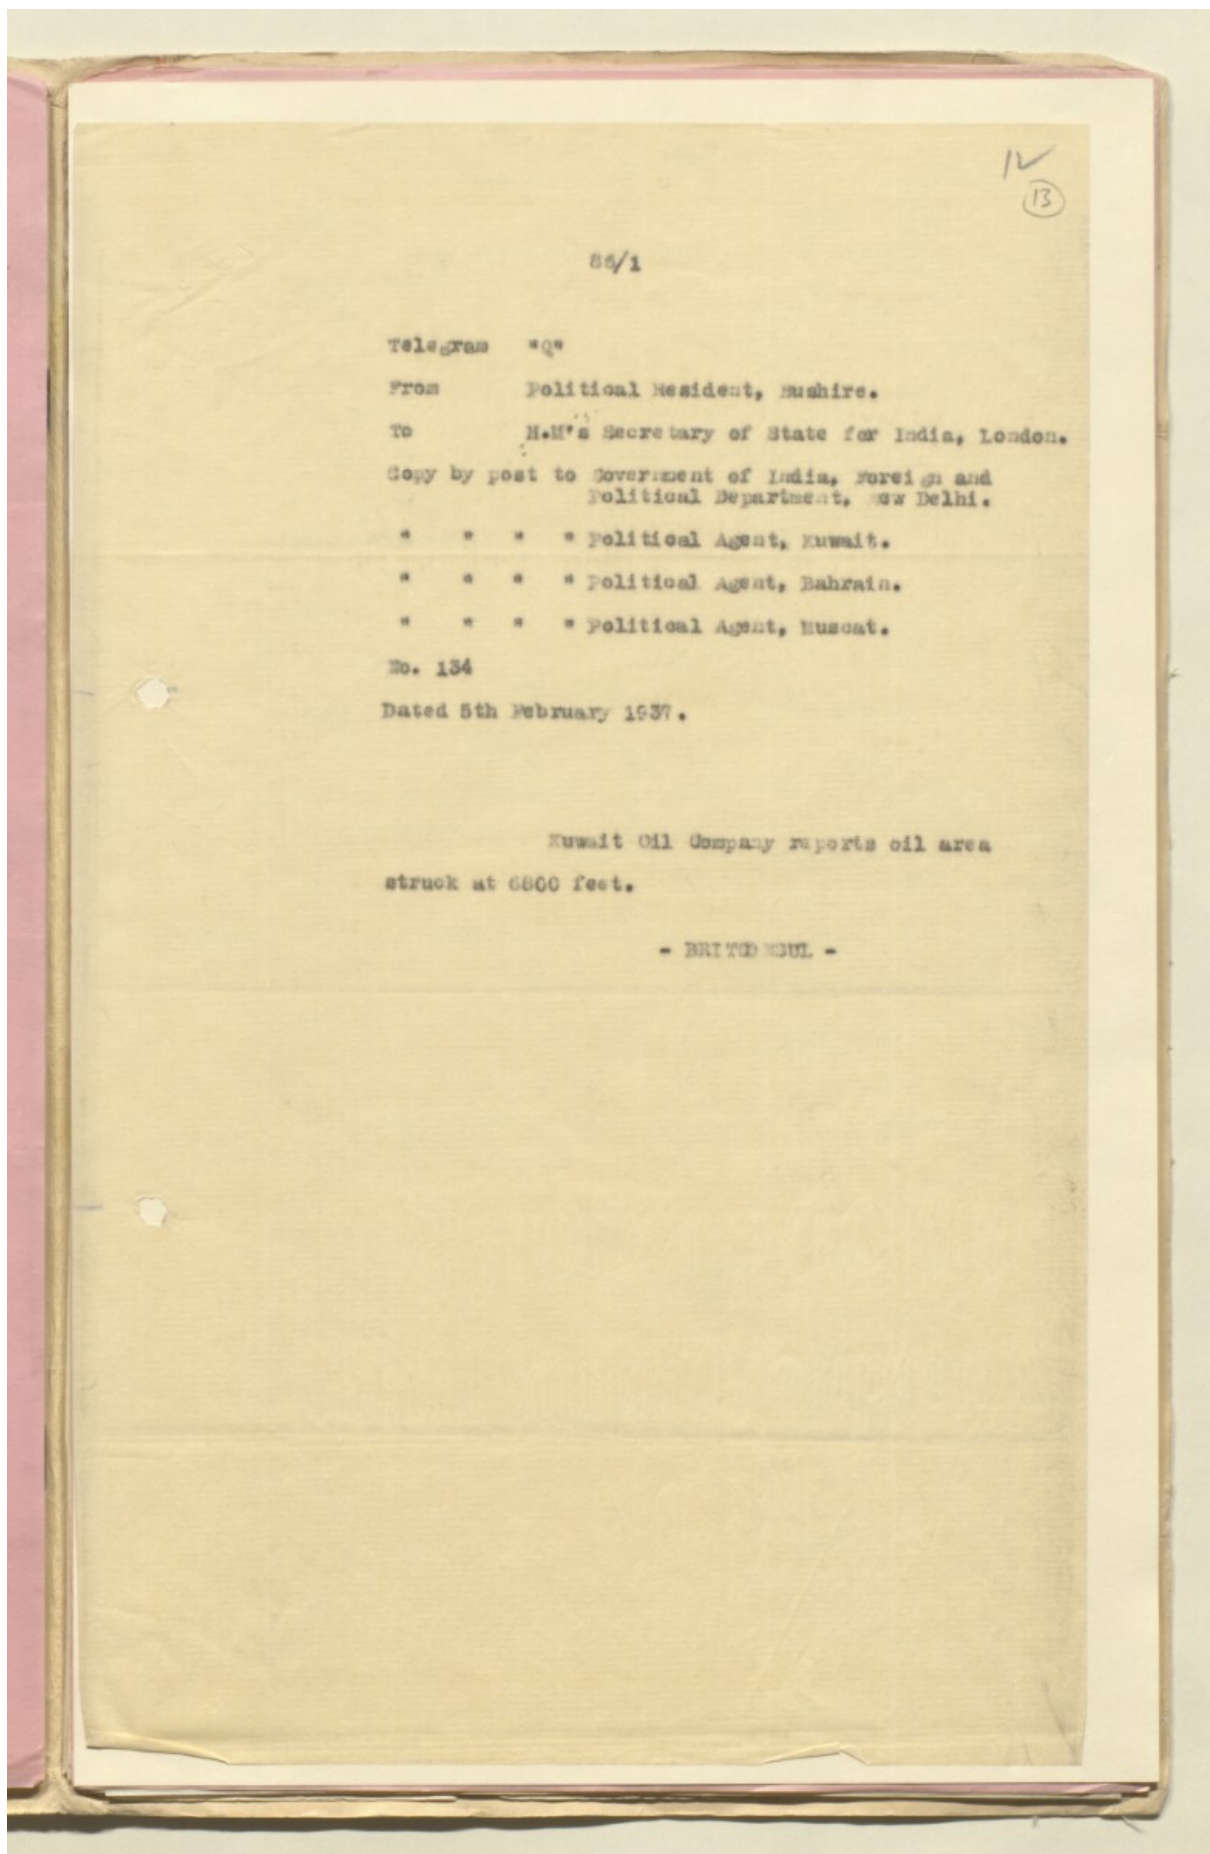 12
13
86/1
Telegram "Q"
From Political Resident, Bushire.
To H.M's Secretary of State for India, London.
Copy by post to Government of India, Foreign and
Political Department, New Delhi.
" " " " Political Agent, Kuwait.
" " " " Political Agent, Bahrain.
" " " " Political Agent, Muscat.
No. 134
Dated 5th February 1937.
Kuwait Oil Company reports oil area
struck at 6800 feet.
- BRITCONSUL -